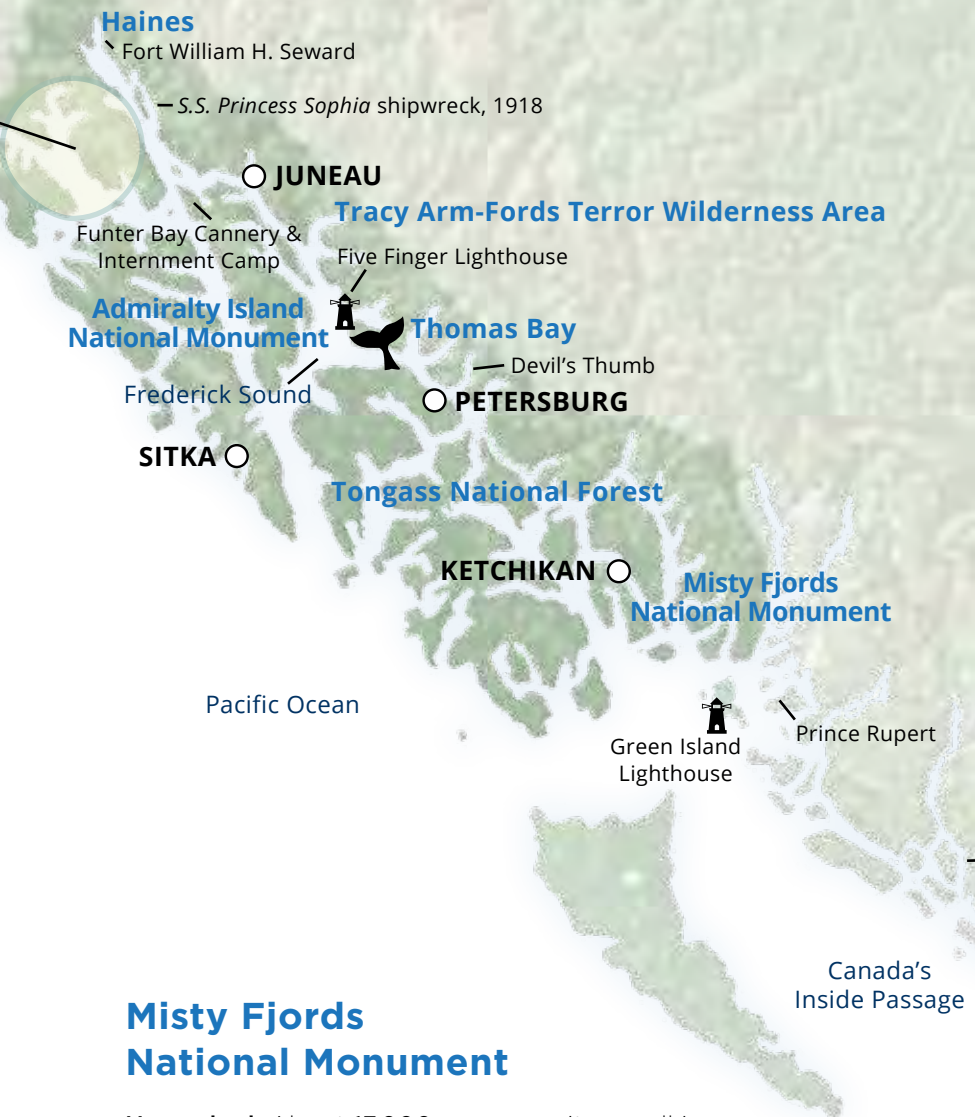 Haines
Fort William H. Seward
S.S. Princess Sophia shipwreck, 1918
JUNEAU
Tracy Arm-Fords Terror Wilderness Area
Funter Bay Cannery &
Internment Camp
Five Finger Lighthouse
Admiralty Island
National Monument
Thomas Bay
Devil's Thumb
Frederick Sound
PETERSBURG
SITKA
Tongass National Forest
KETCHIKAN
Misty Fjords
National Monument
Pacific Ocean
Prince Rupert
Green Island
Lighthouse
Canada's
Inside Passage
Misty Fjords
National Monument